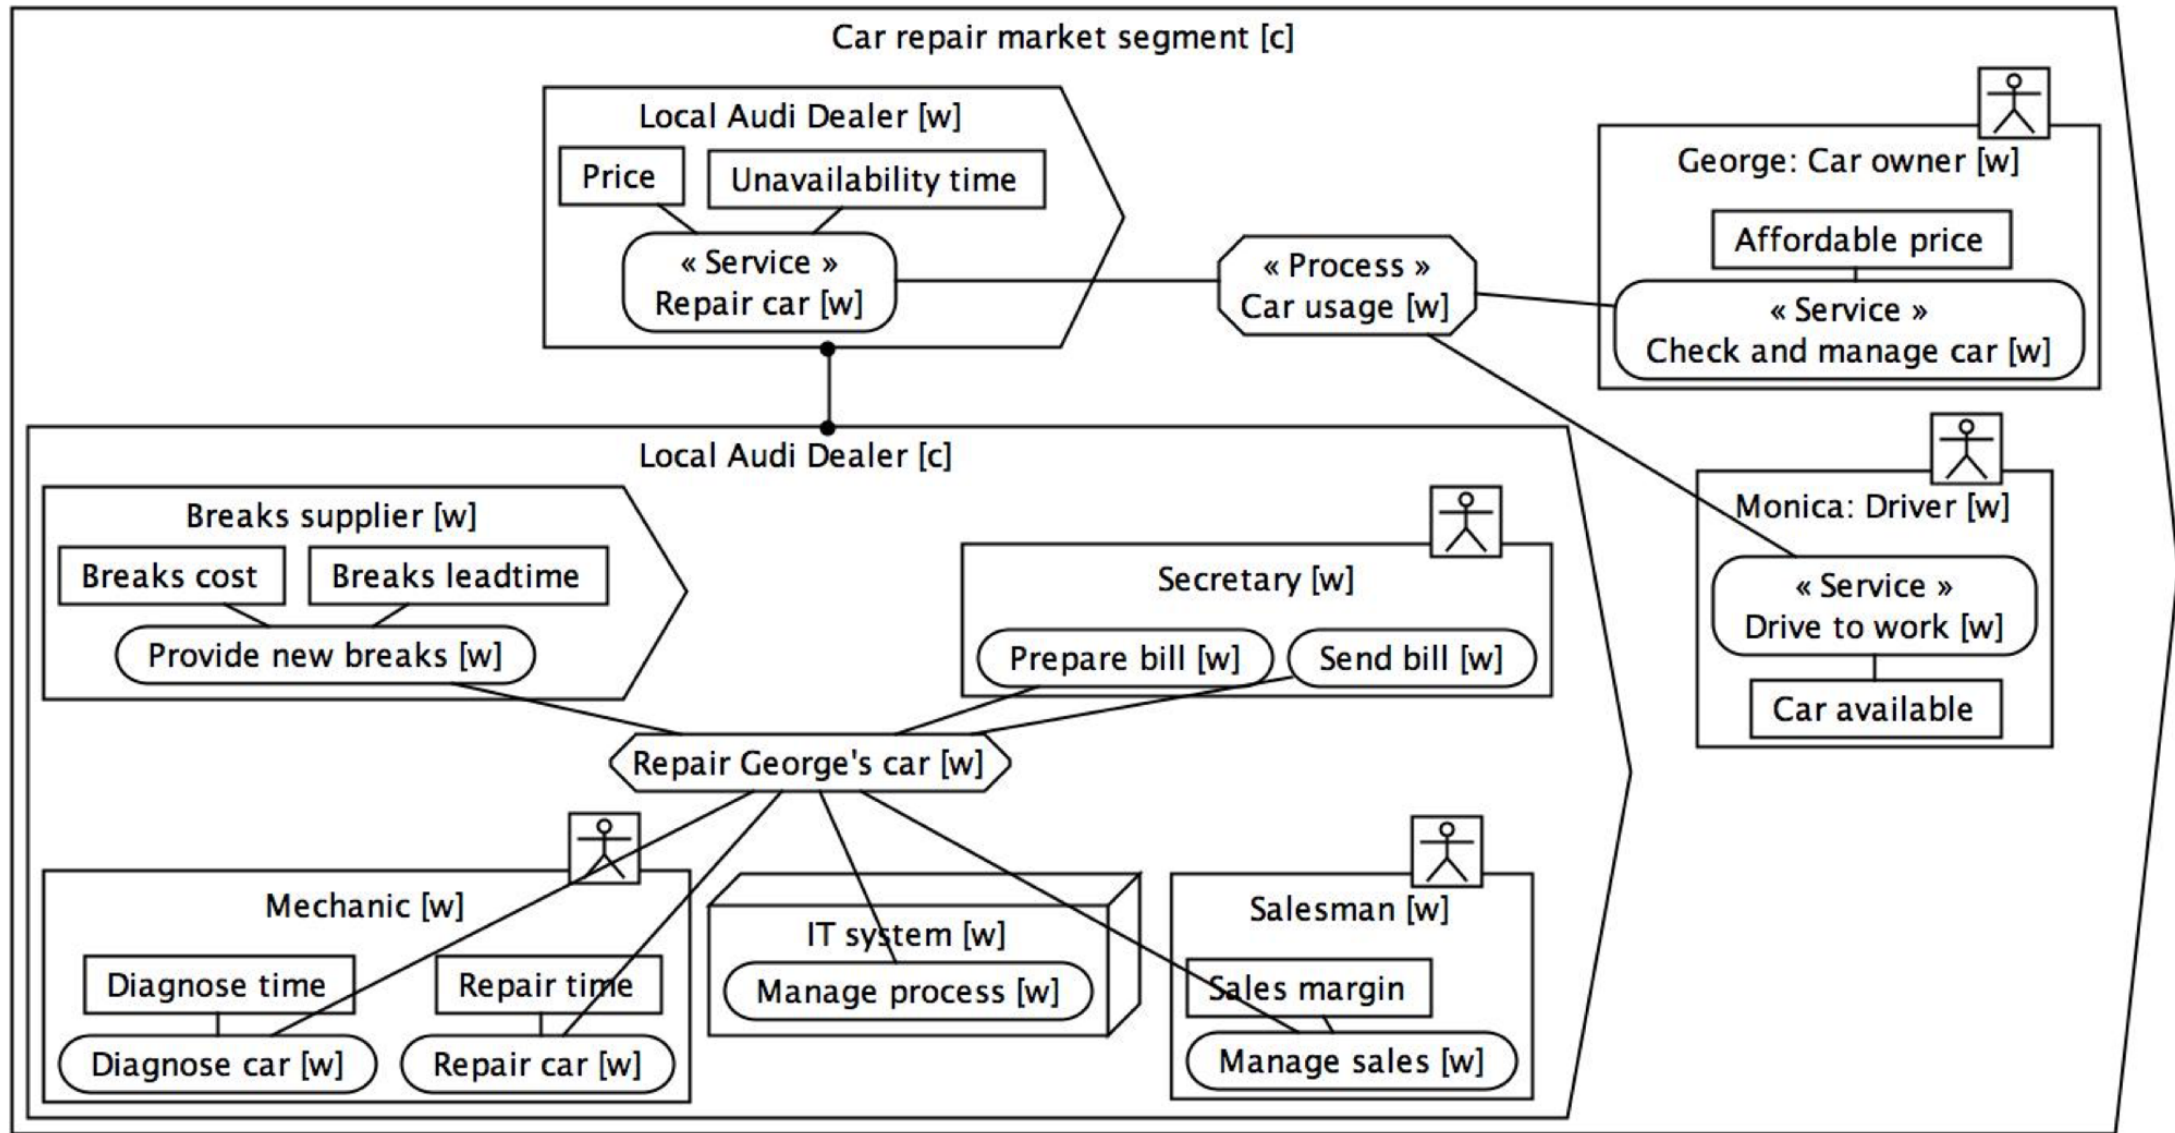 Car repair market segment [c]
Local Audi Dealer [w]
Price
Unavailability time
« Service »
Repair car [w]
« Process »
Car usage [w]
George: Car owner [w]
Affordable price
« Service »
Check and manage car [w]
Monica: Driver [w]
« Service »
Drive to work [w]
Car available
Local Audi Dealer [c]
Breaks supplier [w]
Breaks cost
Breaks leadtime
Provide new breaks [w]
Secretary [w]
Prepare bill [w]
Send bill [w]
Repair George's car [w]
Mechanic [w]
Diagnose time
Repair time
Diagnose car [w]
Repair car [w]
IT system [w]
Manage process [w]
Salesman [w]
Sales margin
Manage sales [w]